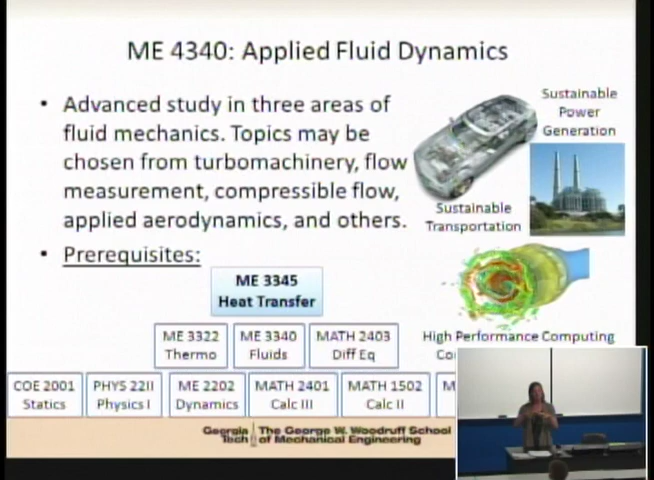 ME 4340: Applied Fluid Dynamics
• Advanced study in three areas of
fluid mechanics. Topics may be
chosen from turbomachinery, flow
measurement, compressible flow,
applied aerodynamics, and others.
• Prerequisites:
Sustainable
Power
Generation
Sustainable
Transportation
High Performance Computing
ME 3345
Heat Transfer
ME 3322
Thermo
ME 3340
Fluids
MATH 2403
Diff Eq
COE 2001
Statics
PHYS 2211
Physics I
ME 2202
Dynamics
MATH 2401
Calc III
MATH 1502
Calc II
Georgia
Tech
The George W. Woodruff School
of Mechanical Engineering